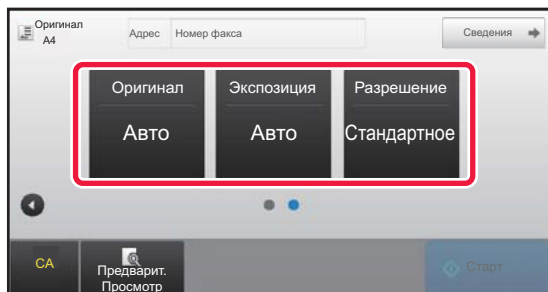 Оригинал
A4
Адрес
Номер факса
Сведения
Оригинал
Экспозиция
Разрешение
Авто
Авто
Стандартное
CA
Предварит.
Просмотр
Старт